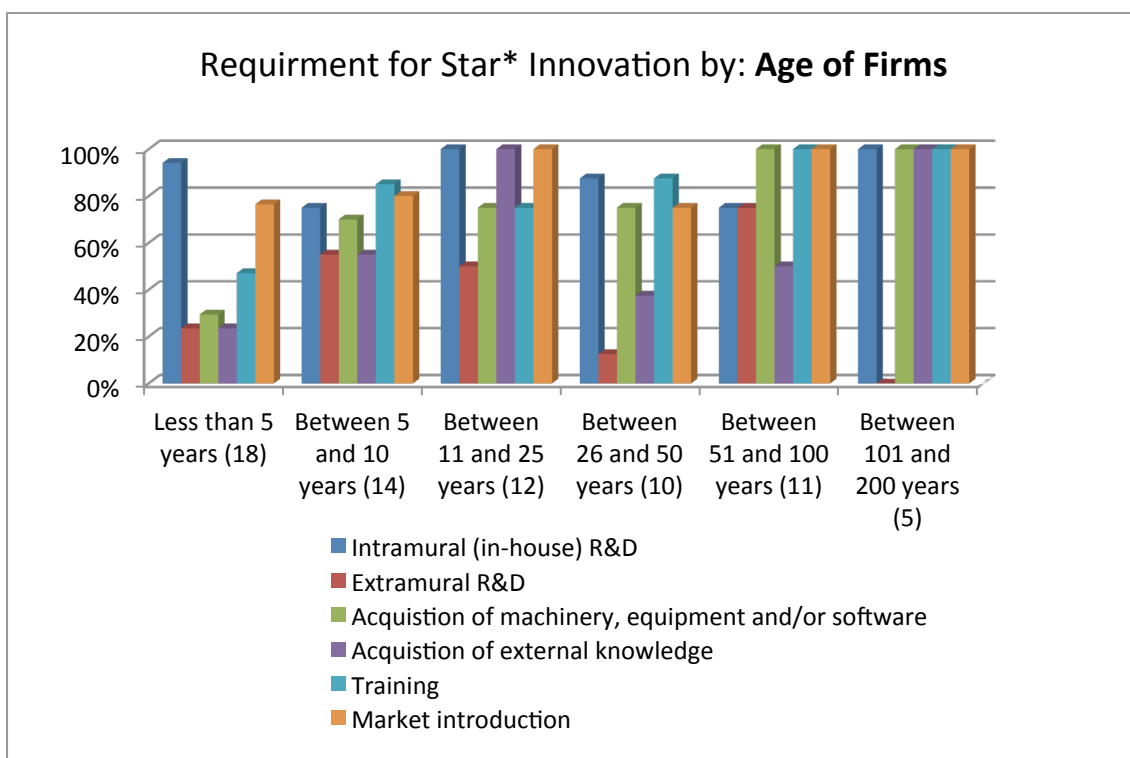 Requirment for Star* Innovation by: Age of Firms
100%
80%
60%
40%
20%
0%
Less than 5
years (18)
Between 5
and 10
years (14)
Between
11 and 25
years (12)
Between
26 and 50
years (10)
Between
51 and 100
years (11)
Between
101 and
200 years
(5)
Intramural (in-house) R&D
Extramural R&D
Acquistion of machinery, equipment and/or software
Acquistion of external knowledge
Training
Market introduction